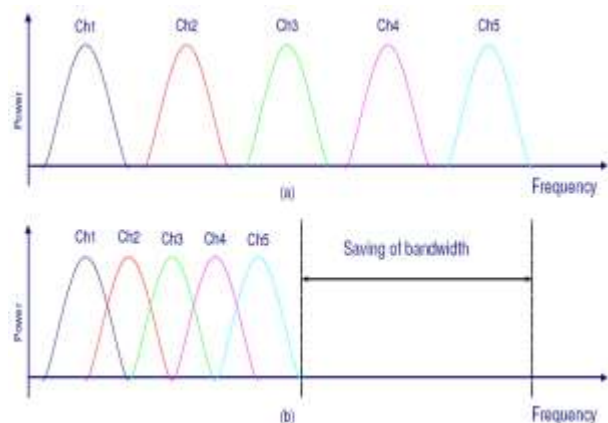 Ch1 Ch2 Ch3 Ch4 Ch5
Power
Frequency
(a)
Ch1 Ch2 Ch3 Ch4 Ch5
Saving of bandwidth
Power
Frequency
(b)